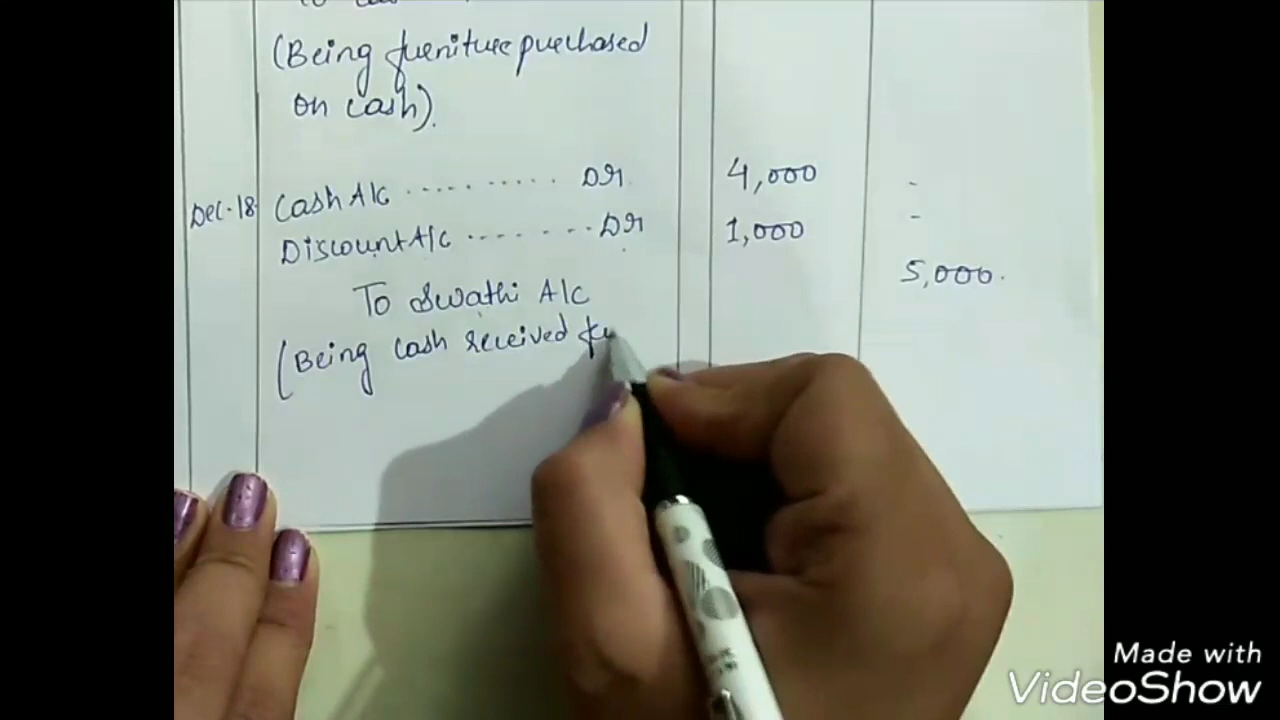 (Being furniture purchased
on cash).
Dec-18 Cash A/c .......... Dr. 4,000 -
Discount A/c ........ Dr 1,000 -
To Swathi A/c 5,000.
(Being cash received
Made with
VideoShow